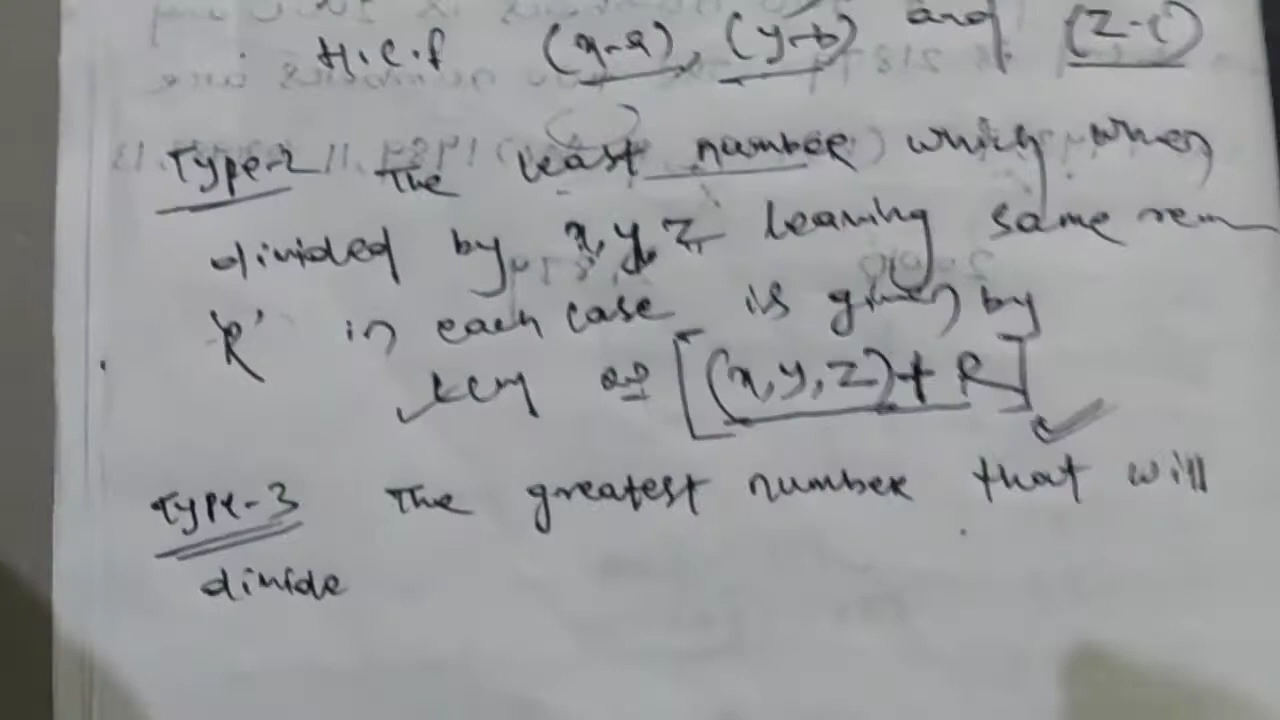 H.C.F (x-a), (y-b) and (z-c)
Type-2 The least number which when
divided by x, y, z leaving same rem
'R' in each case is given by
LCM of [(x, y, z) + R]
Type-3 The greatest number that will
divide